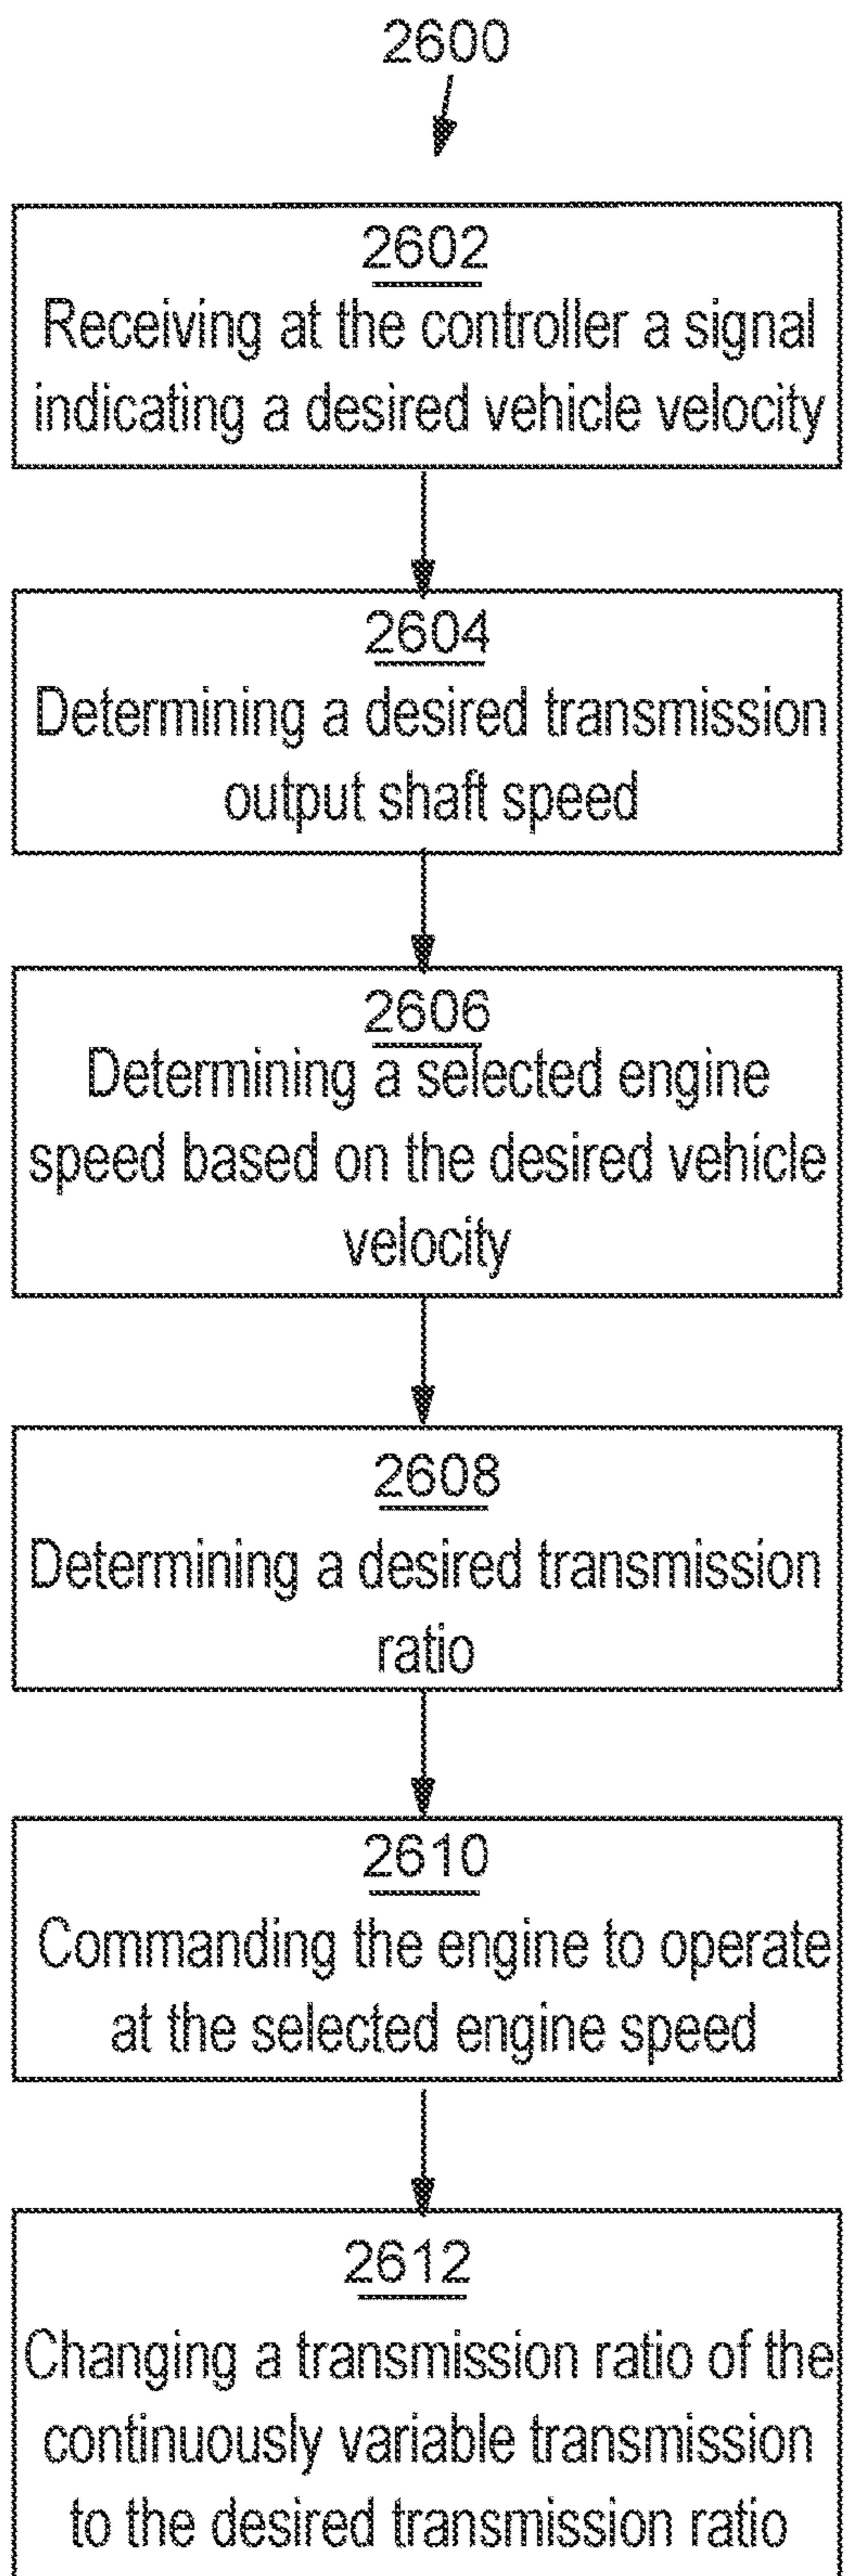 2600
2602
Receiving at the controller a signal
indicating a desired vehicle velocity
2604
Determining a desired transmission
output shaft speed
2606
Determining a selected engine
speed based on the desired vehicle
velocity
2608
Determining a desired transmission
ratio
2610
Commanding the engine to operate
at the selected engine speed
2612
Changing a transmission ratio of the
continuously variable transmission
to the desired transmission ratio